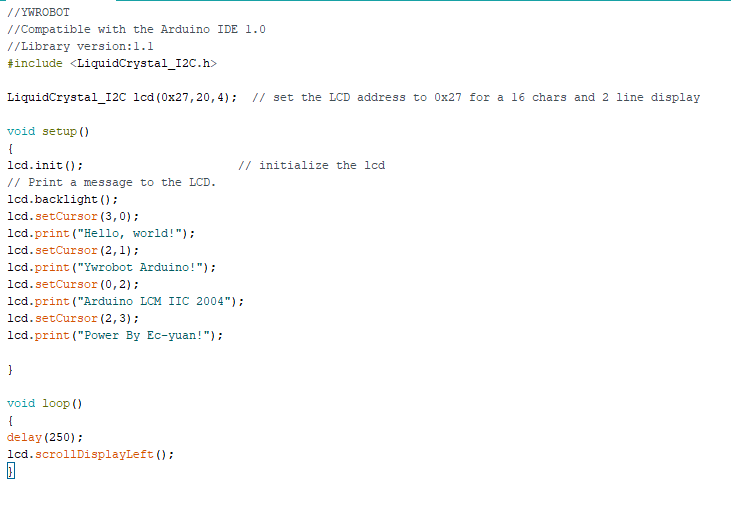 //YWROBOT
//Compatible with the Arduino IDE 1.0
//Library version:1.1
#include <LiquidCrystal_I2C.h>

LiquidCrystal_I2C lcd(0x27,20,4);  // set the LCD address to 0x27 for a 16 chars and 2 line display

void setup()
{
lcd.init();                      // initialize the lcd
// Print a message to the LCD.
lcd.backlight();
lcd.setCursor(3,0);
lcd.print("Hello, world!");
lcd.setCursor(2,1);
lcd.print("Ywrobot Arduino!");
lcd.setCursor(0,2);
lcd.print("Arduino LCM IIC 2004");
lcd.setCursor(2,3);
lcd.print("Power By Ec-yuan!");

}

void loop()
{
delay(250);
lcd.scrollDisplayLeft();
}